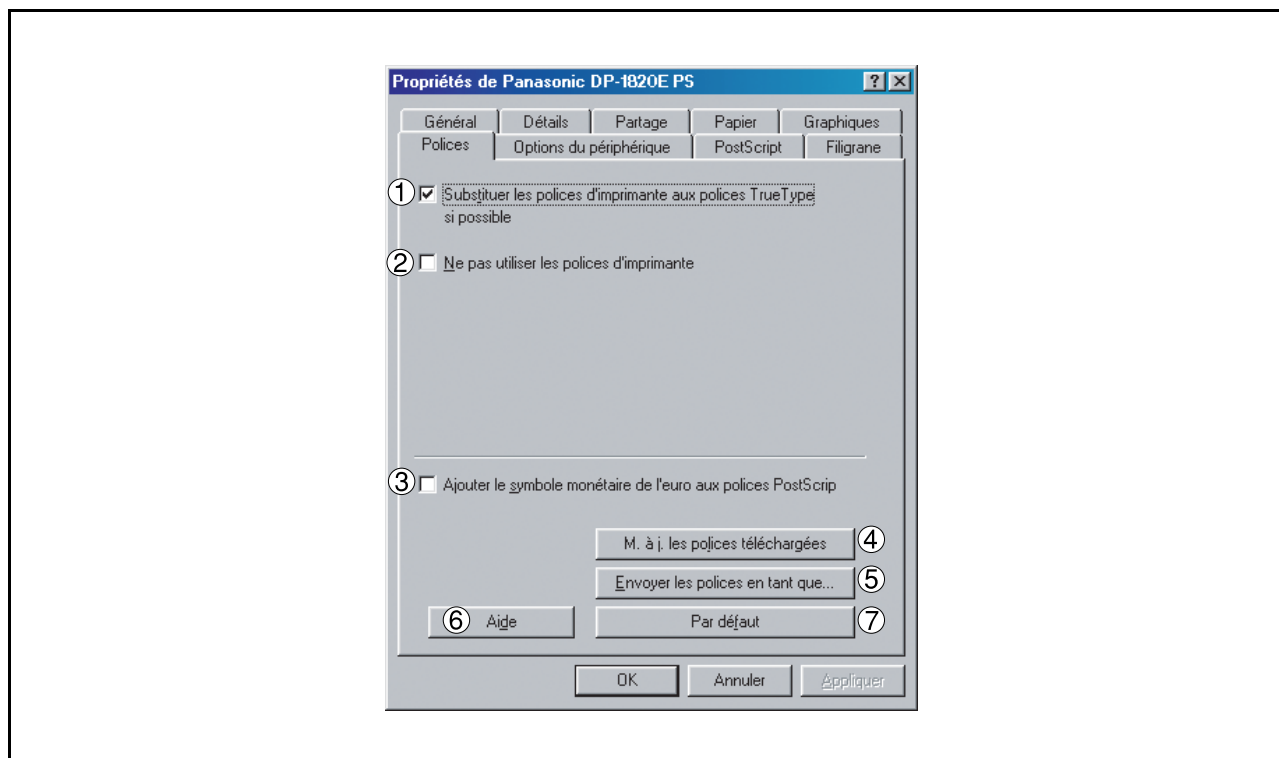 Propriétés de Panasonic DP-1820E PS
Général Détails Partage Papier Graphiques
Polices Options du périphérique PostScript Filigrane
① Substituer les polices d'imprimante aux polices TrueType
si possible
② Ne pas utiliser les polices d'imprimante
③ Ajouter le symbole monétaire de l'euro aux polices PostScrip
M. à j. les polices téléchargées ④
Envoyer les polices en tant que... ⑤
⑥ Aide Par défaut ⑦
OK Annuler Appliquer